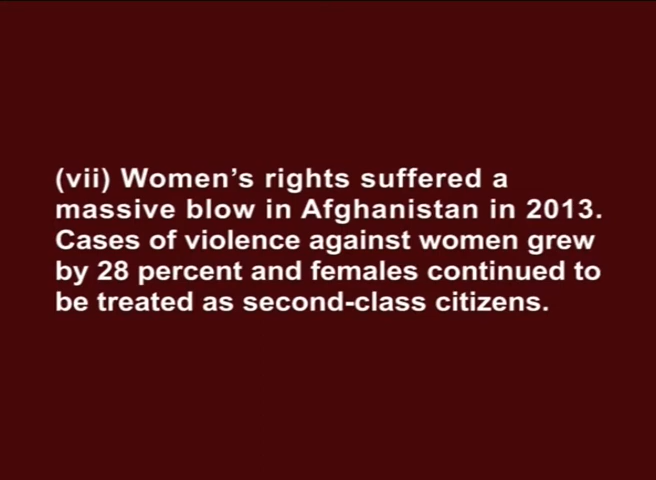 (vii) Women’s rights suffered a
massive blow in Afghanistan in 2013.
Cases of violence against women grew
by 28 percent and females continued to
be treated as second-class citizens.